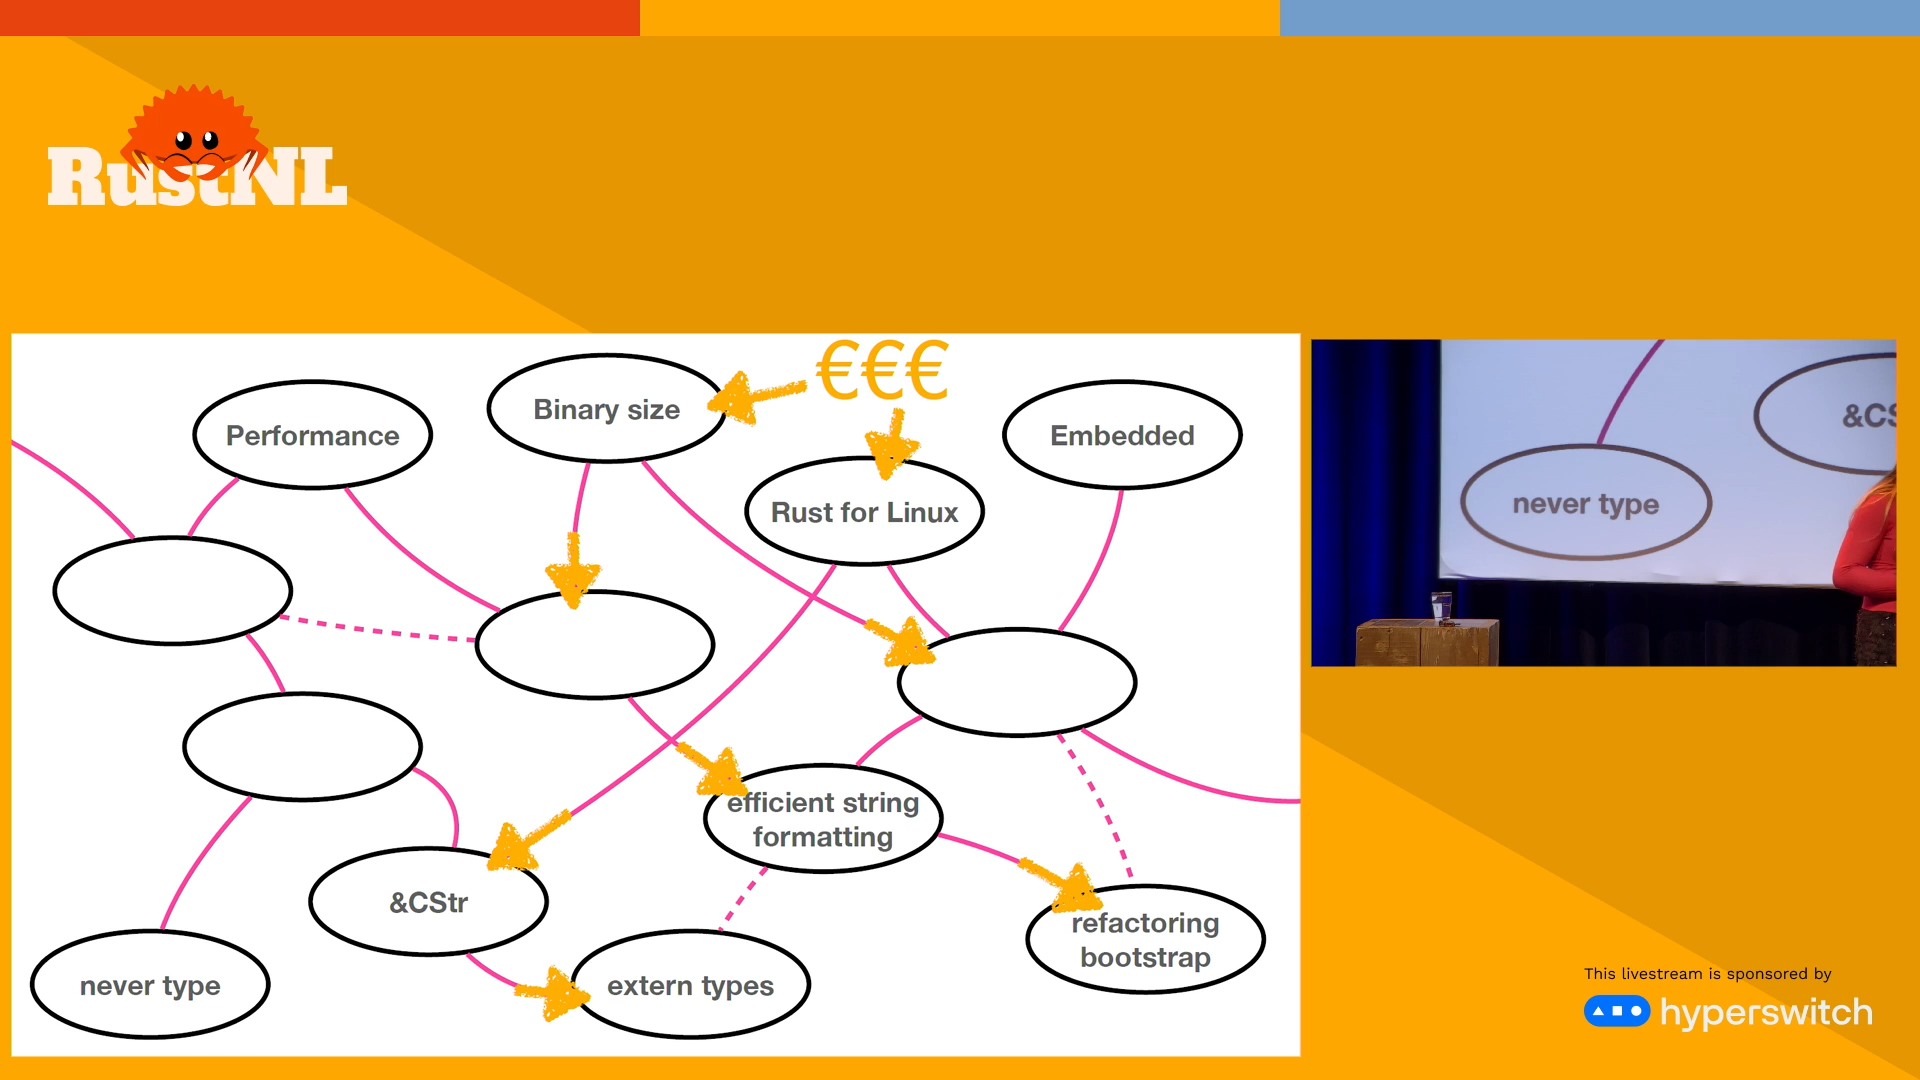 RustNL
€€€
Binary size
Performance
Embedded
Rust for Linux
efficient string
formatting
&CStr
refactoring
bootstrap
never type
extern types
&CS
never type
This livestream is sponsored by
hyperswitch